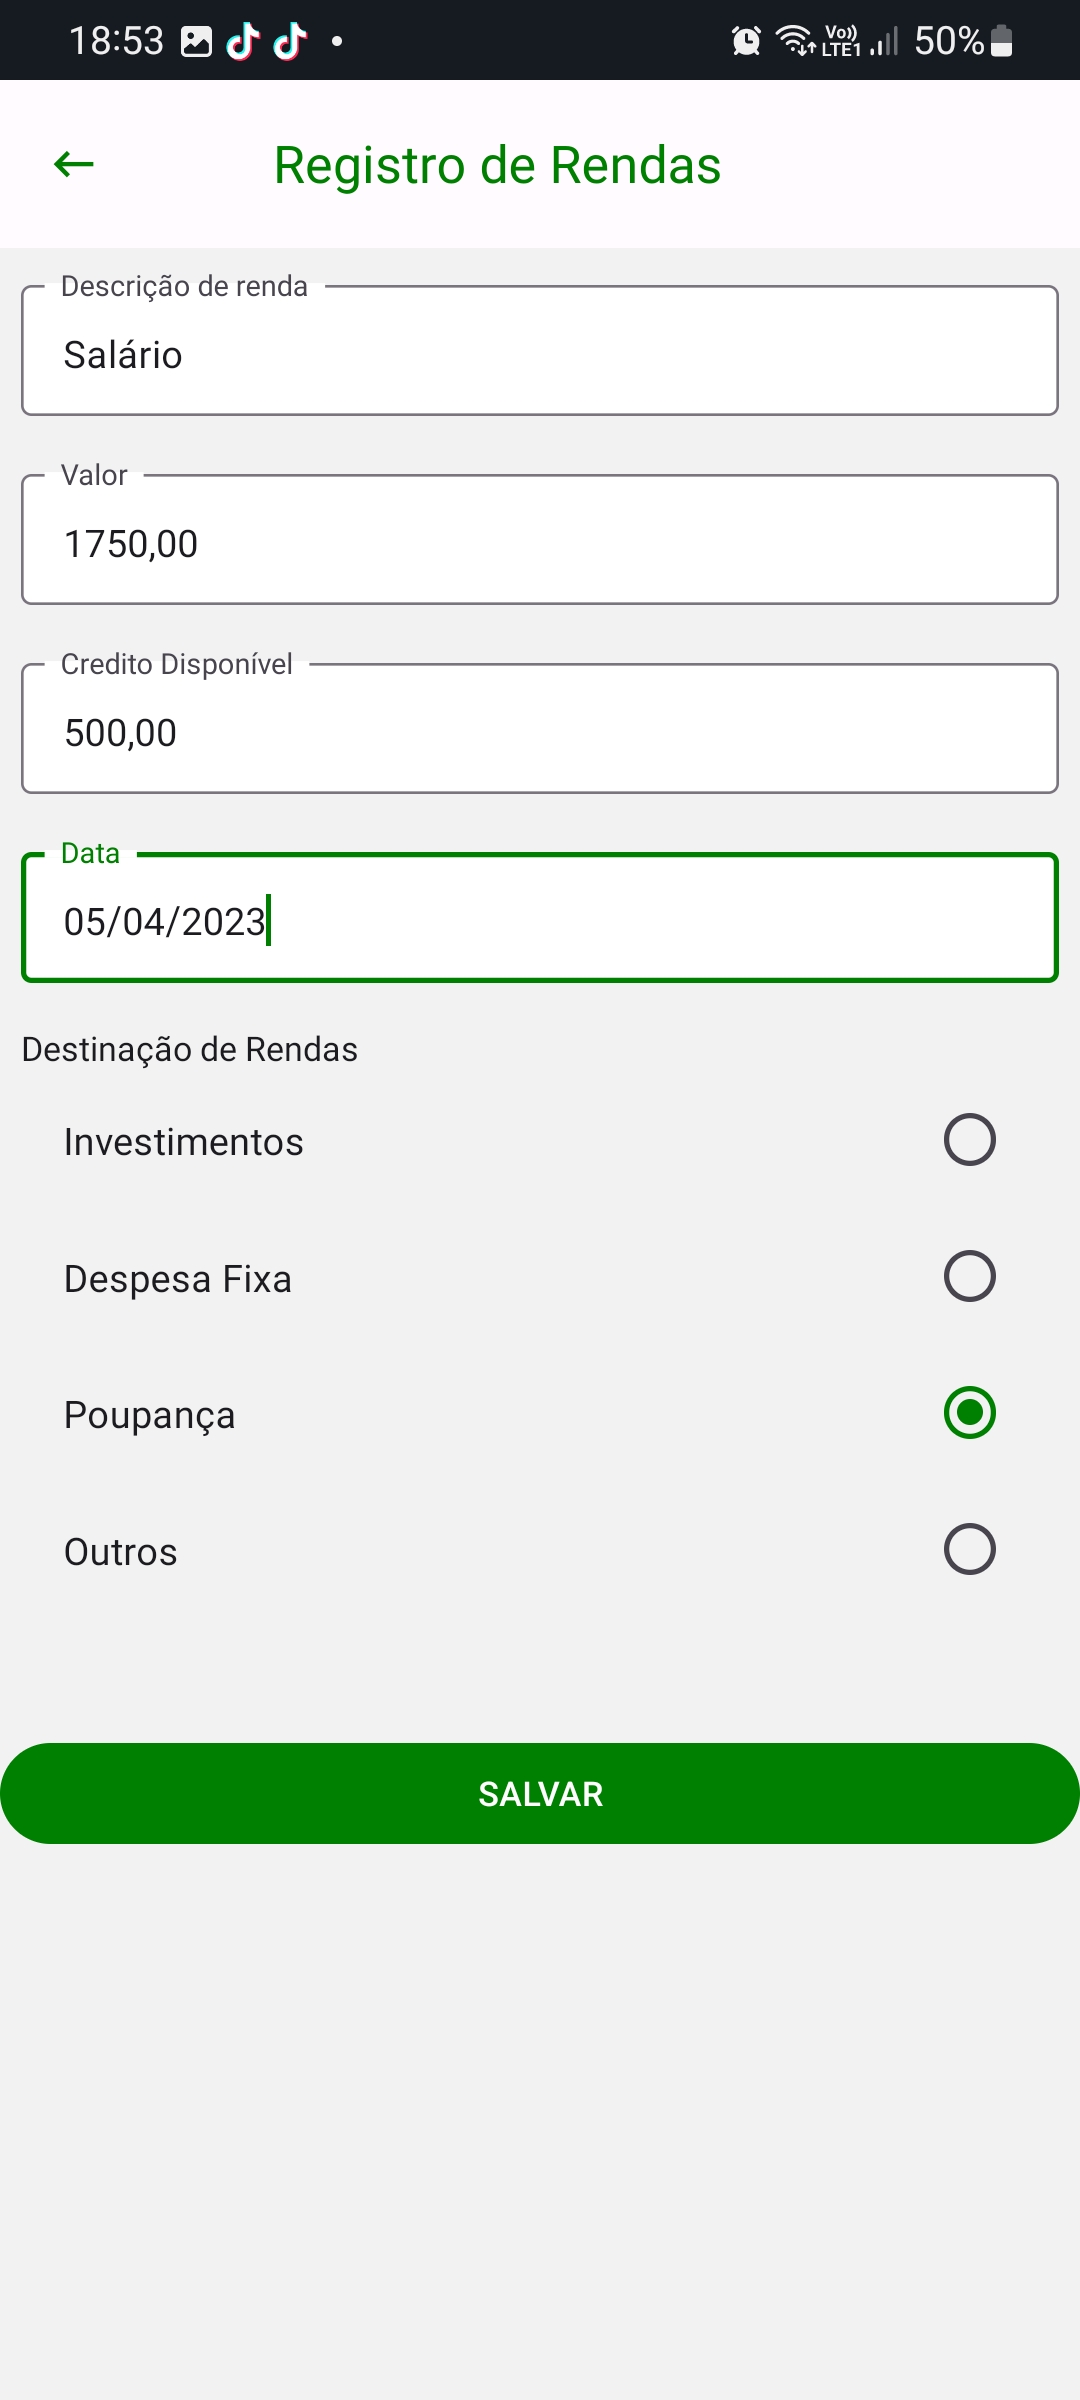 18:53 Vo)) LTE1 50%
Registro de Rendas
Descrição de renda
Salário
Valor
1750,00
Credito Disponível
500,00
Data
05/04/2023
Destinação de Rendas
Investimentos
Despesa Fixa
Poupança
Outros
SALVAR